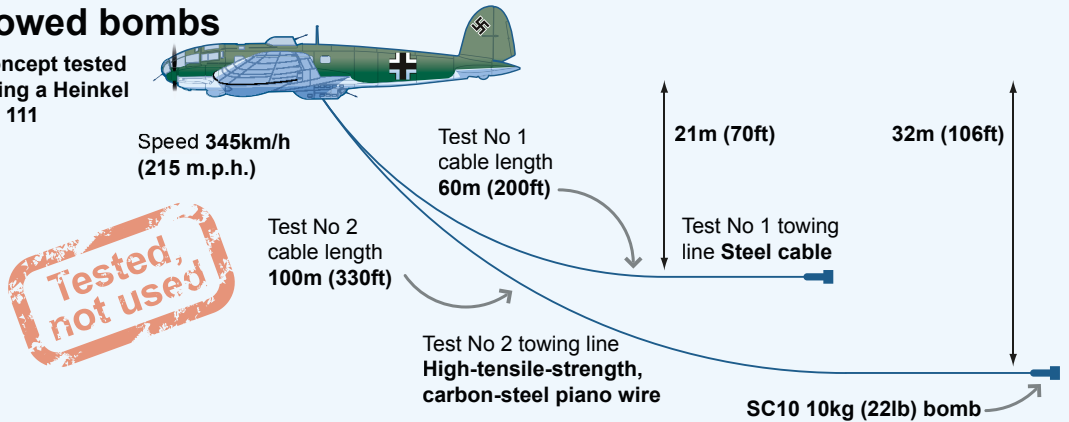 owed bombs
oncept tested
ing a Heinkel
111
Speed 345km/h
(215 m.p.h.)
Test No 1
cable length
60m (200ft)
21m (70ft)
32m (106ft)
Test No 2
cable length
100m (330ft)
Test No 1 towing
line Steel cable
Tested,
not used
Test No 2 towing line
High-tensile-strength,
carbon-steel piano wire
SC10 10kg (22lb) bomb